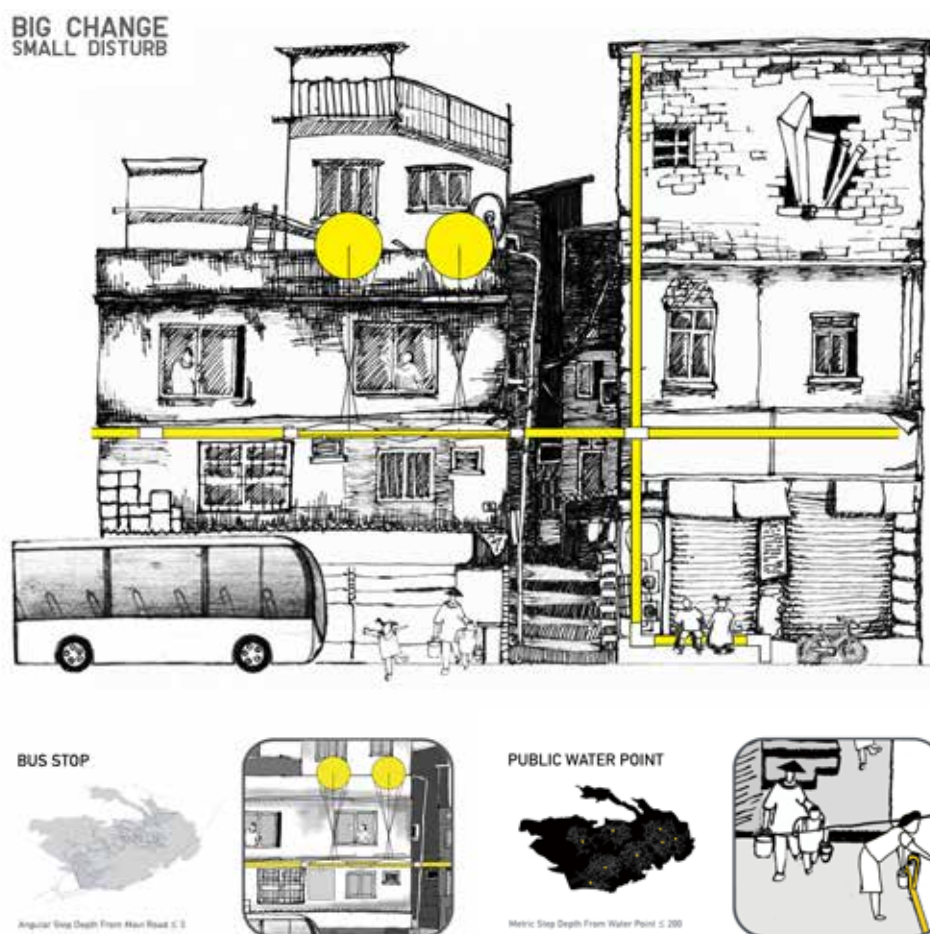 BIG CHANGE
SMALL DISTURB
BUS STOP
PUBLIC WATER POINT
Angular Step Depth From Main Road ≤ 3
Metric Step Depth From Water Point ≤ 200